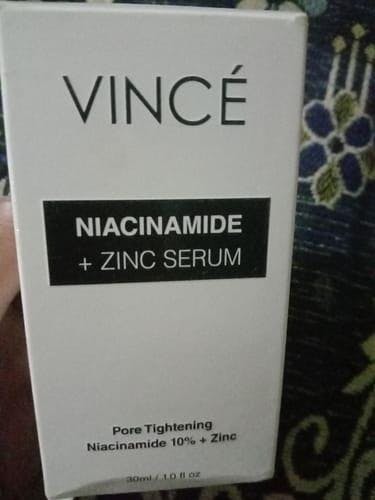 VINCÉ
NIACINAMIDE
+ ZINC SERUM
Pore Tightening
Niacinamide 10% + Zinc
30ml / 1.0 fl oz